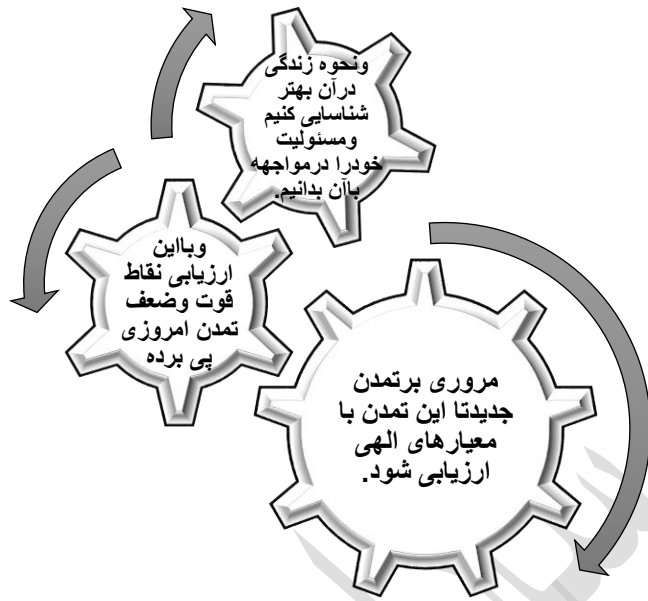 مروری برتمدن
جدیدتا این تمدن با
معیارهای الهی
ارزیابی شود.
وبااین
ارزیابی نقاط
قوت وضعف
تمدن امروزی
پی برده
ونحوه زندگی
درآن بهتر
شناسایی کنیم
ومسئولیت
خودرا درمواجهه
باآن بدانیم.